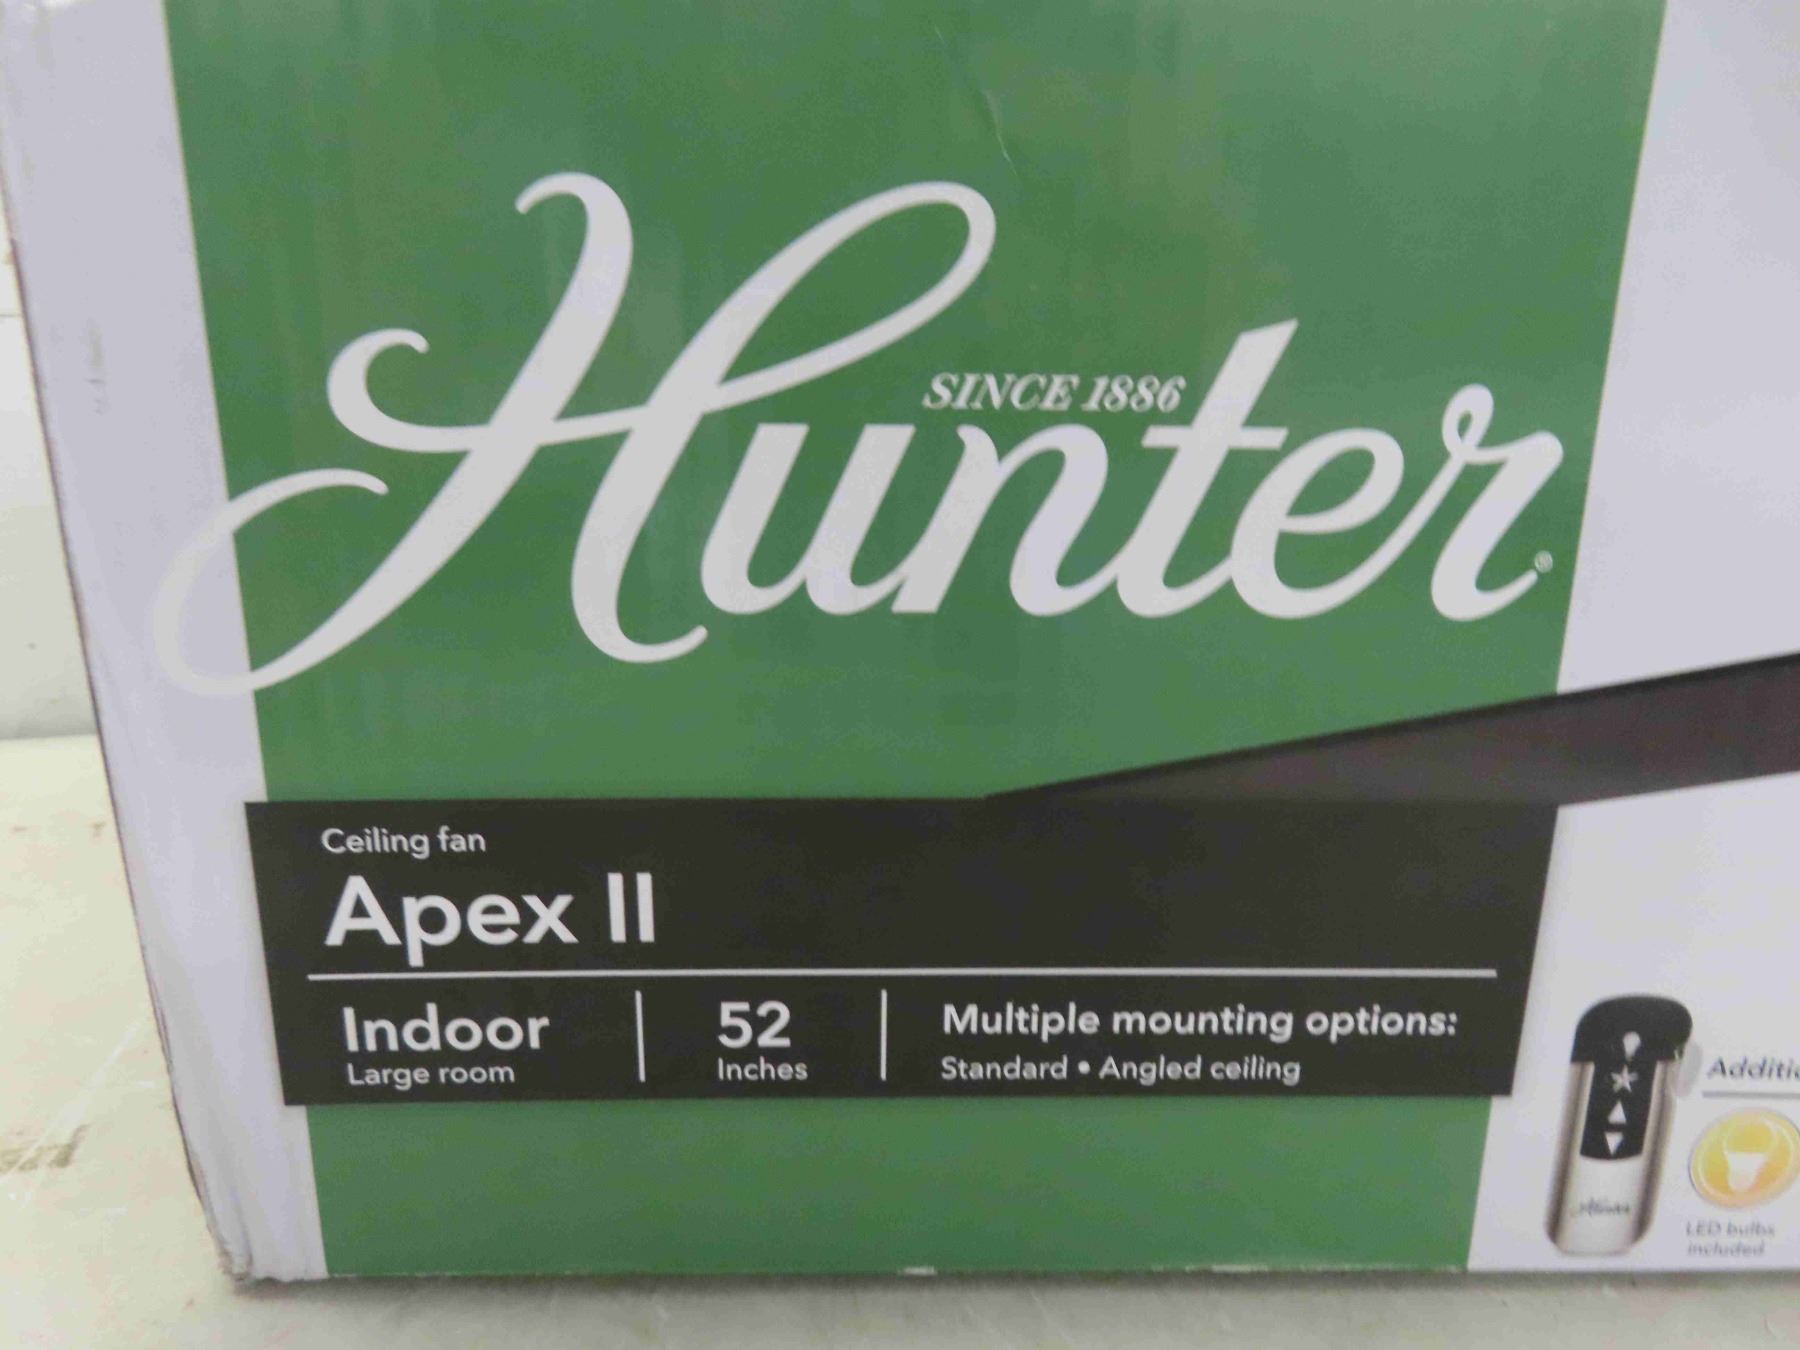 SINCE 1886
Hunter®
Ceiling fan
Apex II
Indoor
Large room
52
Inches
Multiple mounting options:
Standard • Angled ceiling
Hunter
LED bulbs
included